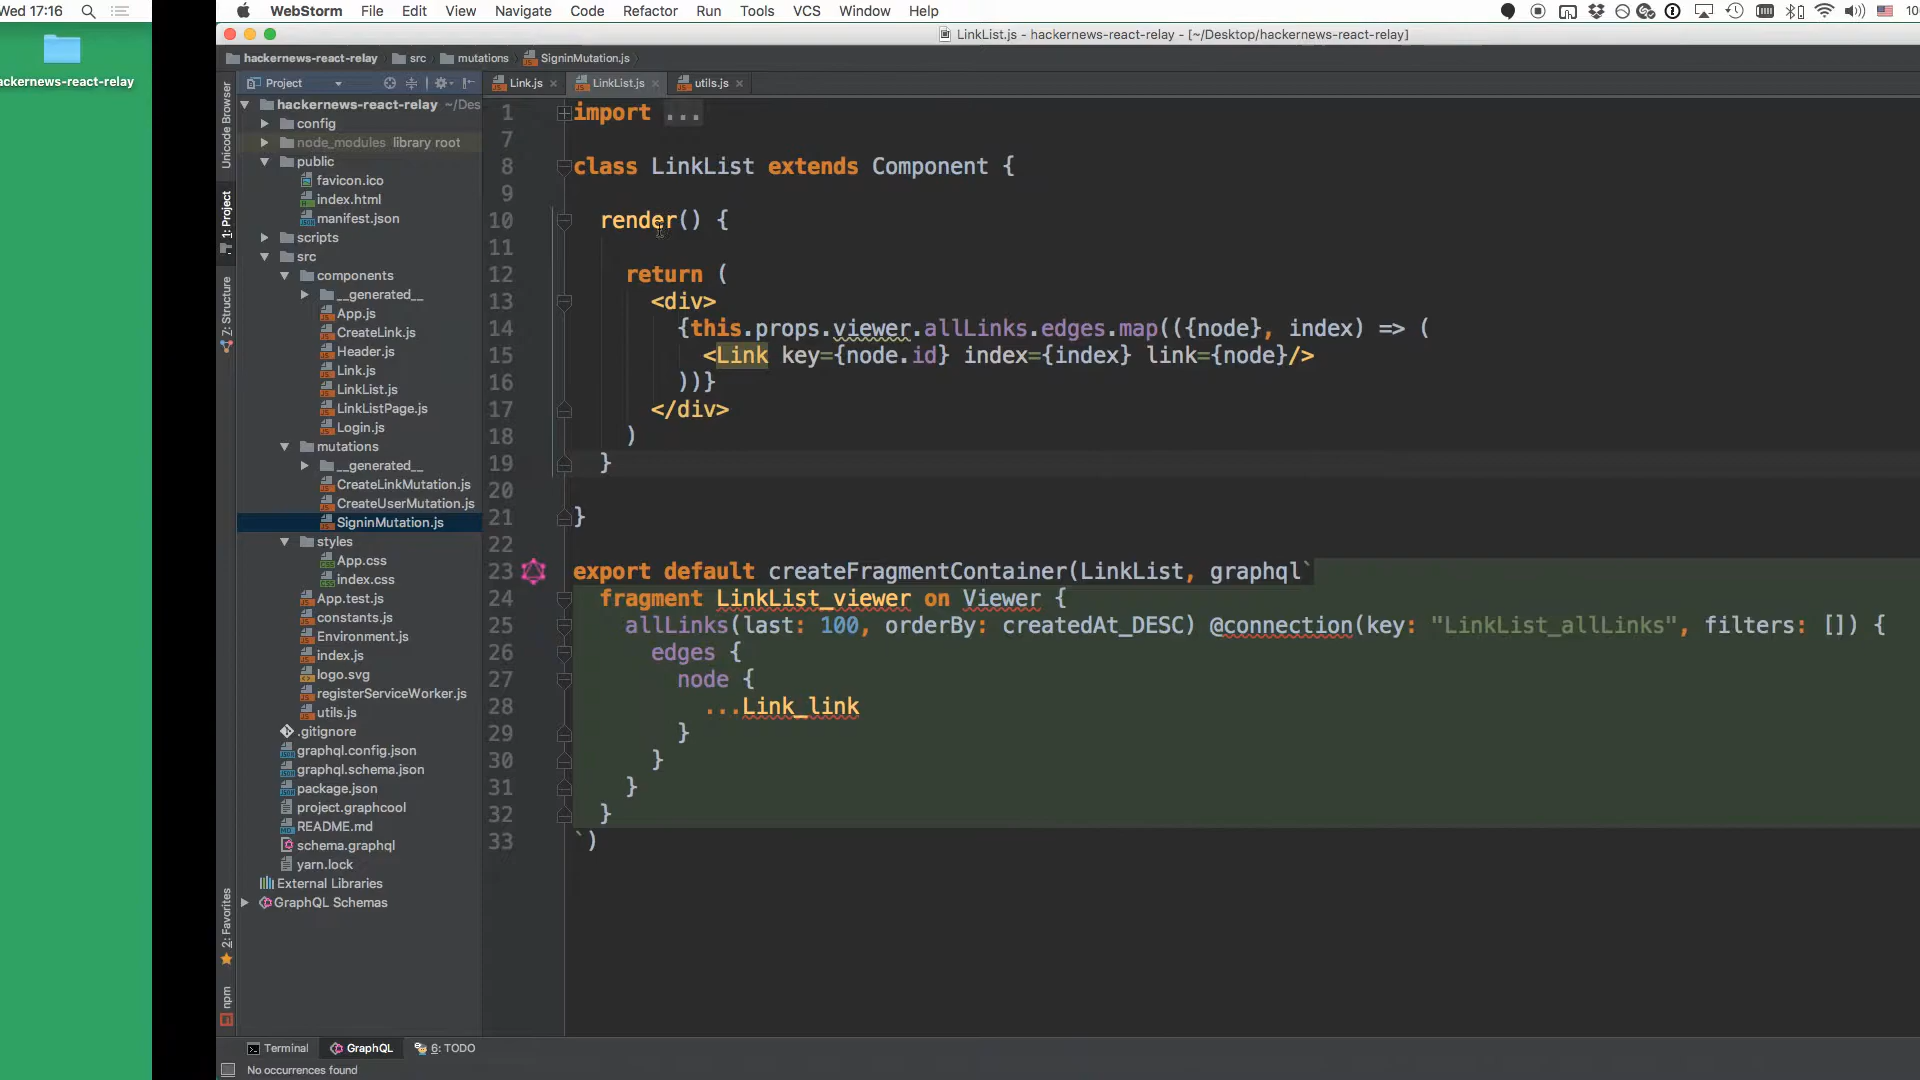 Wed 17:16
WebStorm File Edit View Navigate Code Refactor Run Tools VCS Window Help
10
ackernews-react-relay
LinkList.js - hackernews-react-relay - [~/Desktop/hackernews-react-relay]
hackernews-react-relay src mutations SigninMutation.js
Project
Link.js LinkList.js utils.js
Unicode Browser
1: Project
7: Structure
2: Favorites
npm
hackernews-react-relay ~/Des
config
node_modules library root
public
favicon.ico
index.html
manifest.json
scripts
src
components
__generated__
App.js
CreateLink.js
Header.js
Link.js
LinkList.js
LinkListPage.js
Login.js
mutations
__generated__
CreateLinkMutation.js
CreateUserMutation.js
SigninMutation.js
styles
App.css
index.css
App.test.js
constants.js
Environment.js
index.js
logo.svg
registerServiceWorker.js
utils.js
.gitignore
graphql.config.json
graphql.schema.json
package.json
project.graphcool
README.md
schema.graphql
yarn.lock
External Libraries
GraphQL Schemas
1 import ...
7
8 class LinkList extends Component {
9
10 render() {
11
12 return (
13 <div>
14 {this.props.viewer.allLinks.edges.map(({node}, index) => (
15 <Link key={node.id} index={index} link={node}/>
16 ))}
17 </div>
18 )
19 }
20
21 }
22
23 export default createFragmentContainer(LinkList, graphql`
24 fragment LinkList_viewer on Viewer {
25 allLinks(last: 100, orderBy: createdAt_DESC) @connection(key: "LinkList_allLinks", filters: []) {
26 edges {
27 node {
28 ...Link_link
29 }
30 }
31 }
32 }
33 `)
Terminal GraphQL 6: TODO
No occurrences found